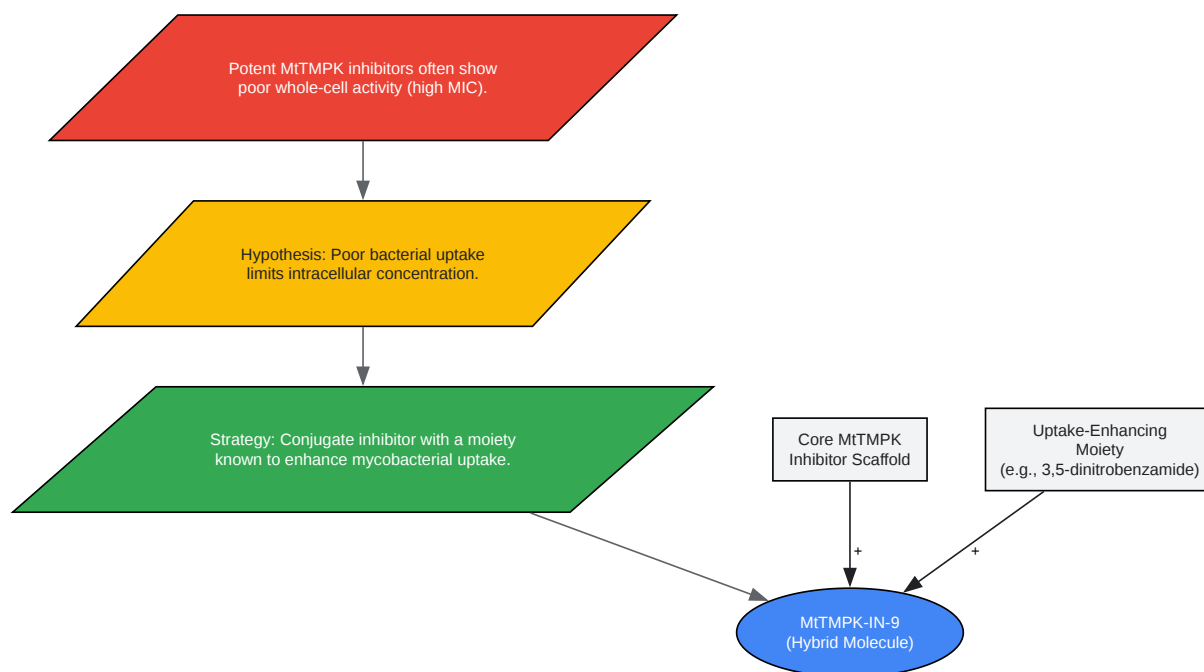 Potent MtTMPK inhibitors often show
poor whole-cell activity (high MIC).
Hypothesis: Poor bacterial uptake
limits intracellular concentration.
Strategy: Conjugate inhibitor with a moiety
known to enhance mycobacterial uptake.
Core MtTMPK
Inhibitor Scaffold
Uptake-Enhancing
Moiety
(e.g., 3,5-dinitrobenzamide)
+
+
MtTMPK-IN-9
(Hybrid Molecule)